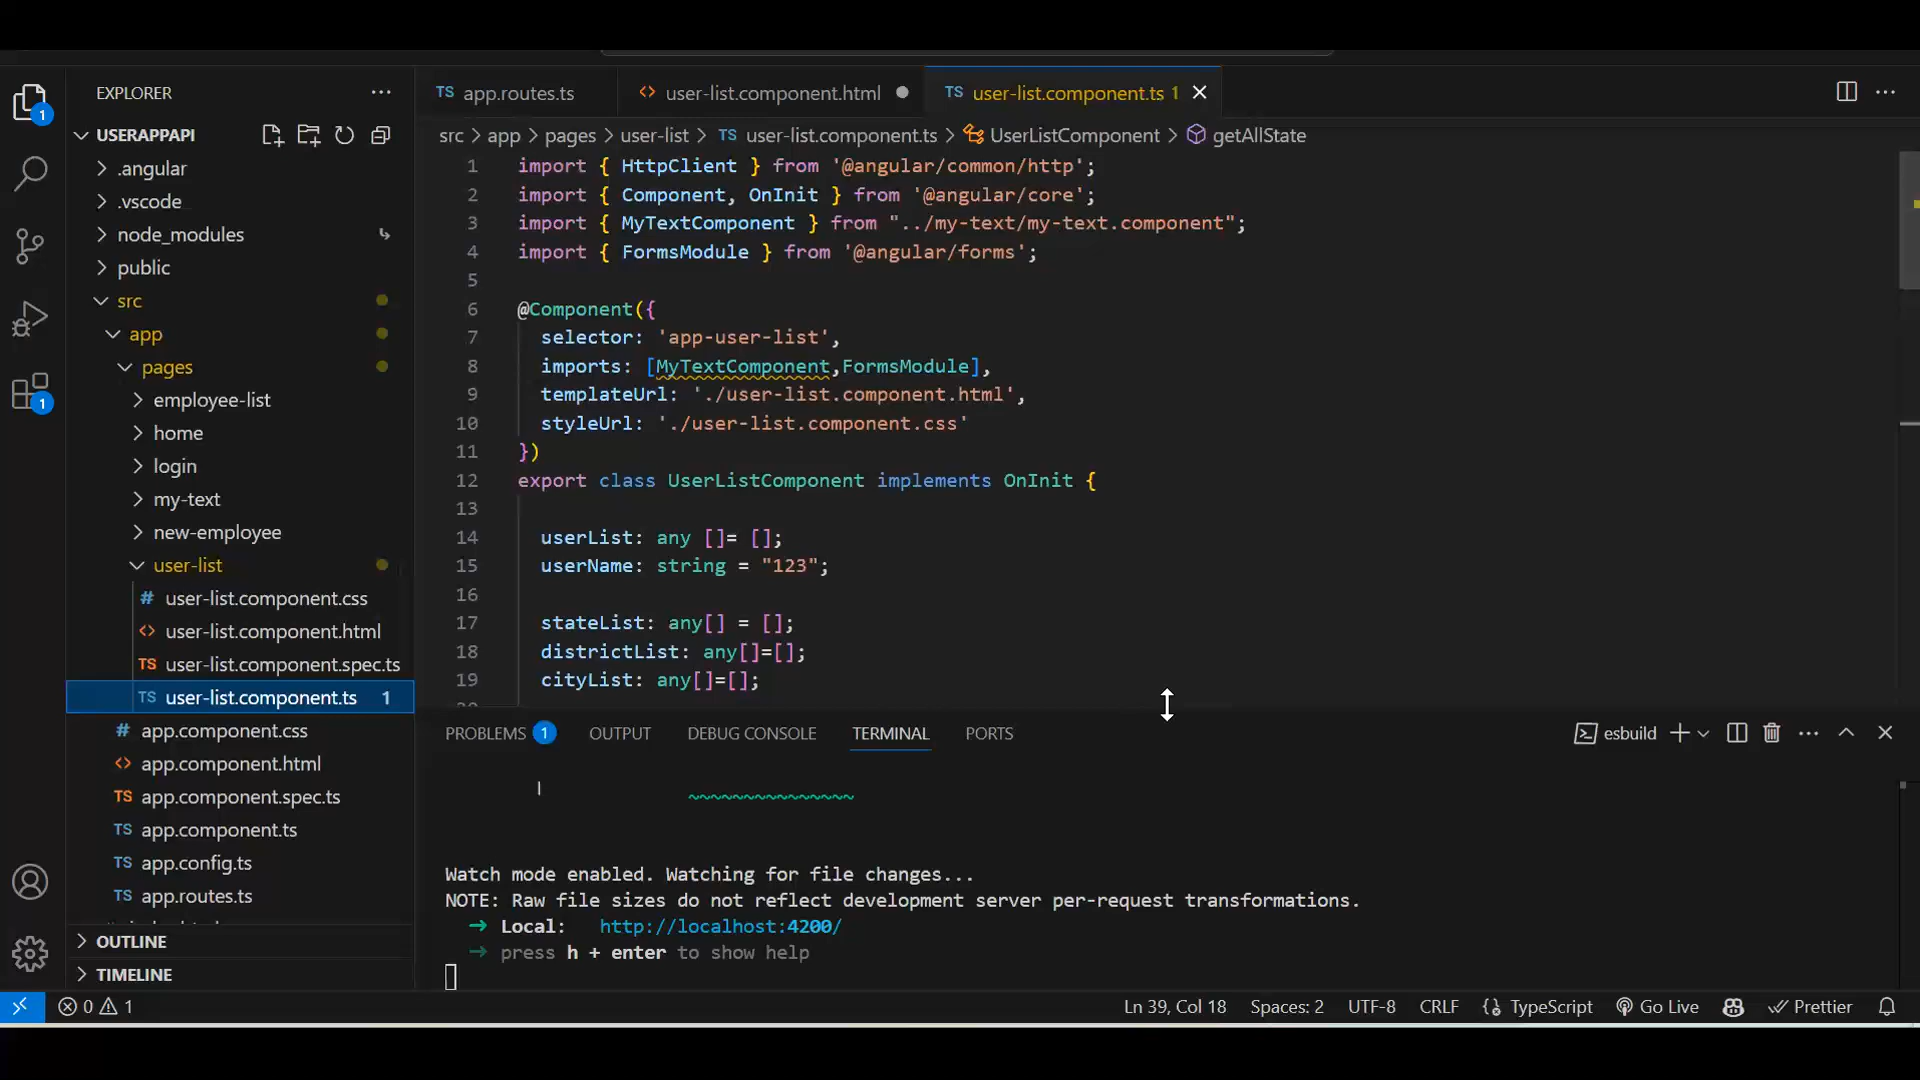 EXPLORER
USERAPPAPI
.angular
.vscode
node_modules
public
src
app
pages
employee-list
home
login
my-text
new-employee
user-list
user-list.component.css
user-list.component.html
user-list.component.spec.ts
user-list.component.ts 1
app.component.css
app.component.html
app.component.spec.ts
app.component.ts
app.config.ts
app.routes.ts
OUTLINE
TIMELINE
1
1
TS app.routes.ts
user-list.component.html
TS user-list.component.ts 1
src > app > pages > user-list > TS user-list.component.ts > UserListComponent > getAllState
1 import { HttpClient } from '@angular/common/http';
2 import { Component, OnInit } from '@angular/core';
3 import { MyTextComponent } from "../my-text/my-text.component";
4 import { FormsModule } from '@angular/forms';
5
6 @Component({
7 selector: 'app-user-list',
8 imports: [MyTextComponent,FormsModule],
9 templateUrl: './user-list.component.html',
10 styleUrl: './user-list.component.css'
11 })
12 export class UserListComponent implements OnInit {
13
14 userList: any []= [];
15 userName: string = "123";
16
17 stateList: any[] = [];
18 districtList: any[]=[];
19 cityList: any[]=[];
PROBLEMS 1 OUTPUT DEBUG CONSOLE TERMINAL PORTS
esbuild
~~~~~~~~~~~~~~~
Watch mode enabled. Watching for file changes...
NOTE: Raw file sizes do not reflect development server per-request transformations.
➜ Local: http://localhost:4200/
➜ press h + enter to show help
0 1
Ln 39, Col 18 Spaces: 2 UTF-8 CRLF {} TypeScript Go Live Prettier